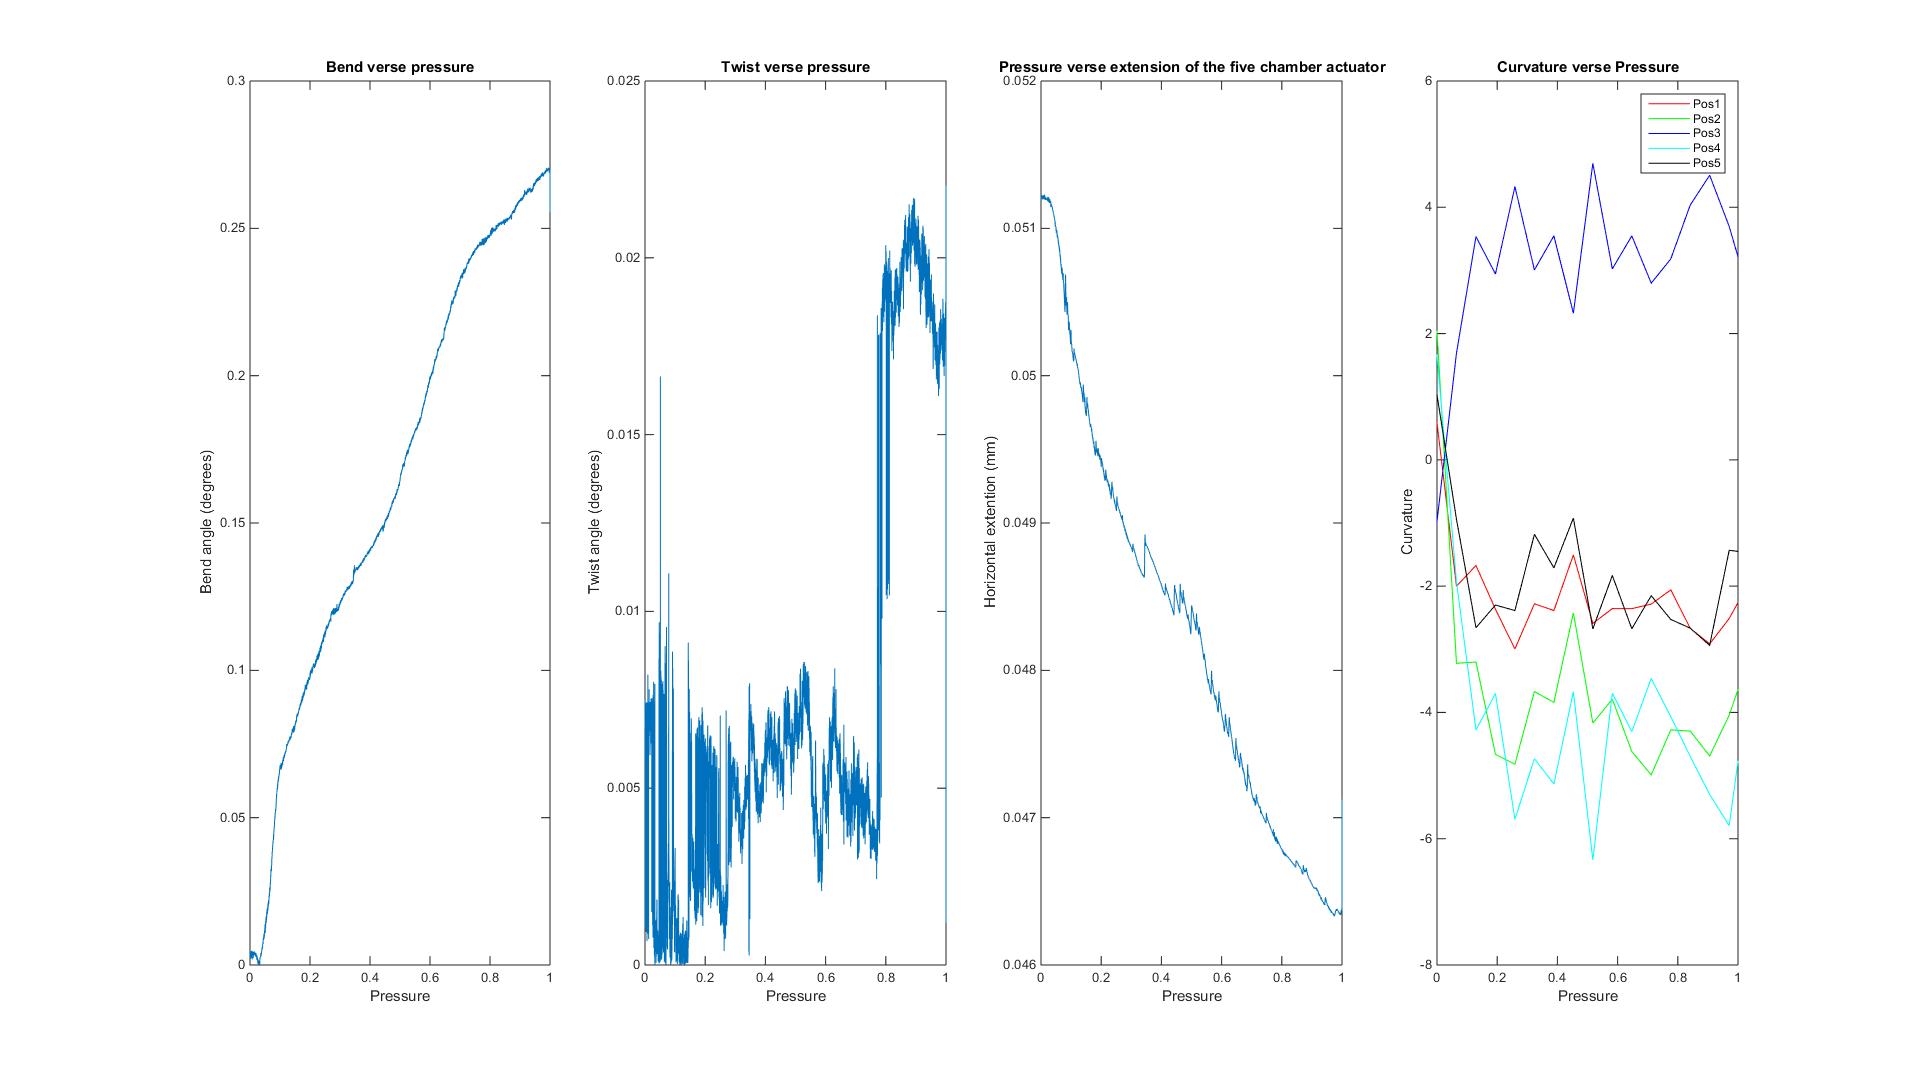 Bend verse pressure
0.3
0.25
0.2
0.15
0.1
0.05
0
Bend angle (degrees)
0 0.2 0.4 0.6 0.8 1
Pressure
Twist verse pressure
0.025
0.02
0.015
0.01
0.005
0
Twist angle (degrees)
0 0.2 0.4 0.6 0.8 1
Pressure
Pressure verse extension of the five chamber actuator
0.052
0.051
0.05
0.049
0.048
0.047
0.046
Horizontal extention (mm)
0 0.2 0.4 0.6 0.8 1
Pressure
Curvature verse Pressure
6
4
2
0
-2
-4
-6
-8
Curvature
0 0.2 0.4 0.6 0.8 1
Pressure
Pos1
Pos2
Pos3
Pos4
Pos5